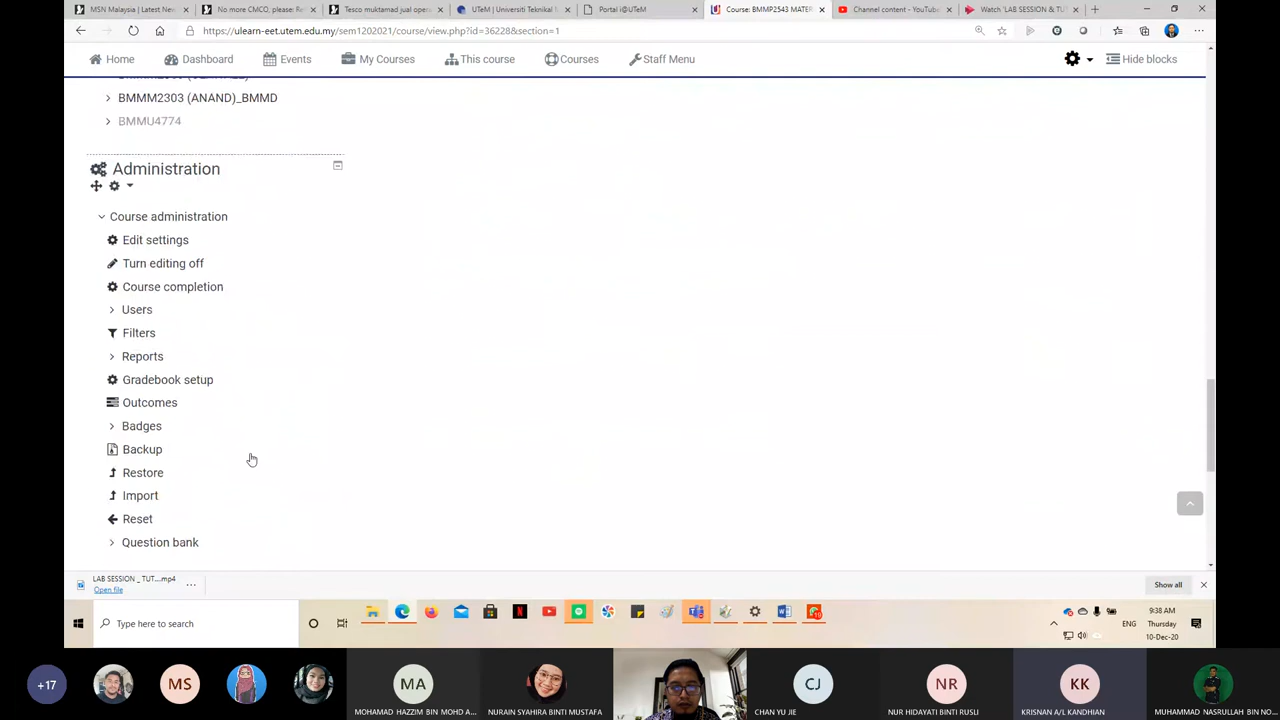 MSN Malaysia | Latest New
No more CMCO, please: Ret
Tesco muktamad jual oper
UTeM | Universiti Teknikal M
Portal i@UTeM
Course: BMMP2543 MATER
Channel content - YouTube
Watch 'LAB SESSION & TUT
https://ulearn-eet.utem.edu.my/sem1202021/course/view.php?id=36228&section=1
Home
Dashboard
Events
My Courses
This course
Courses
Staff Menu
Hide blocks
BMMM2303 (ANAND)_BMMD
BMMU4774
Administration
Course administration
Edit settings
Turn editing off
Course completion
Users
Filters
Reports
Gradebook setup
Outcomes
Badges
Backup
Restore
Import
Reset
Question bank
LAB SESSION _ TUT....mp4
Open file
Show all
Type here to search
ENG
9:38 AM
Thursday
10-Dec-20
+17
MS
MA
CJ
NR
KK
MOHAMAD HAZZIM BIN MOHD A...
NURAIN SYAHIRA BINTI MUSTAFA
CHAN YU JIE
NUR HIDAYATI BINTI RUSLI
KRISNAN A/L KANDHIAN
MUHAMMAD NASRULLAH BIN NO...